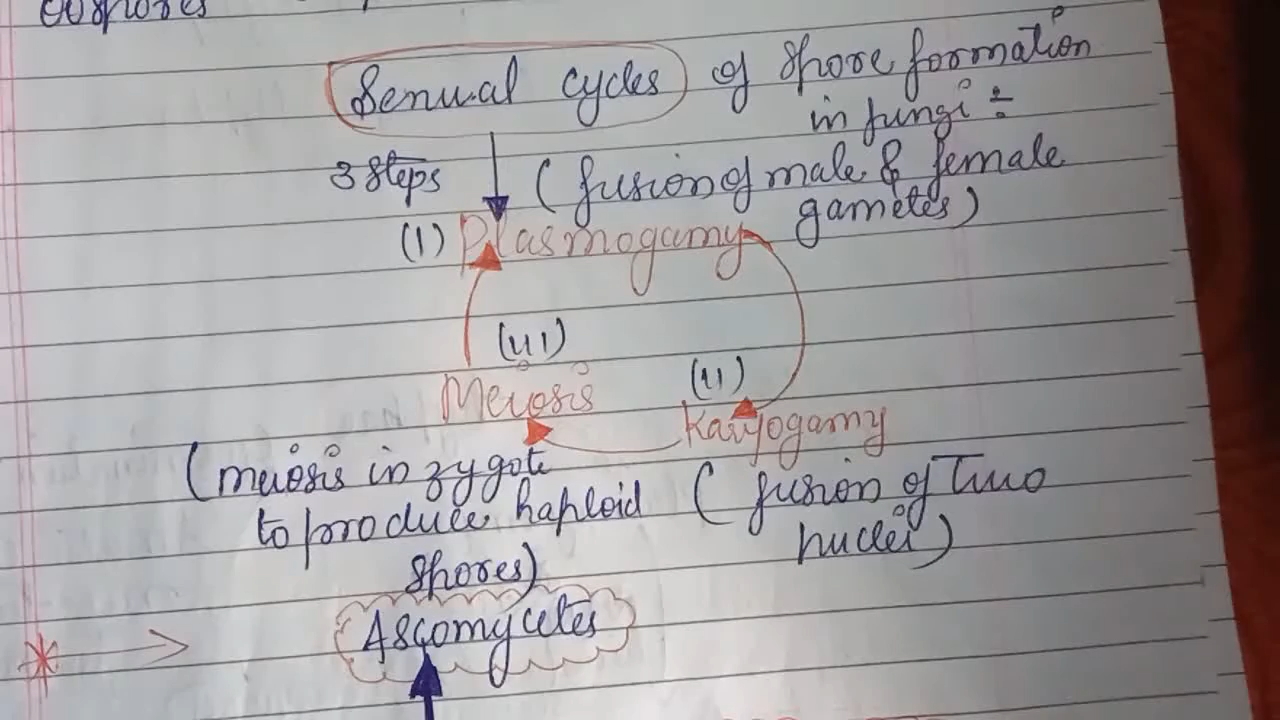 oospores
Sexual cycles of spore formation
in fungi :-
3 steps (fusion of male & female
gametes)
(I) Plasmogamy
(III)
Meiosis
(II)
Karyogamy
(meiosis in zygote
to produce haploid
spores)
(fusion of two
nuclei)
Ascomycetes